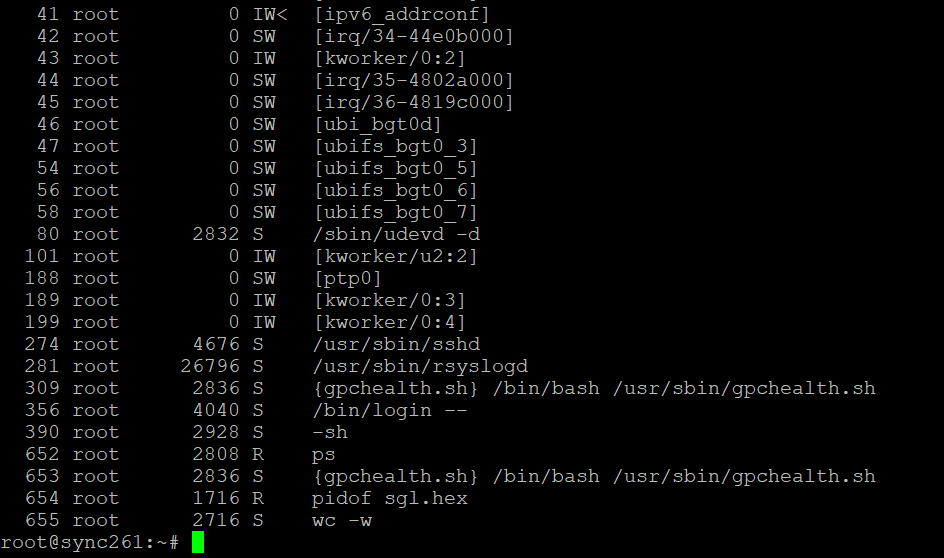 41 root 0 IW< [ipv6_addrconf]
42 root 0 SW [irq/34-44e0b000]
43 root 0 IW [kworker/0:2]
44 root 0 SW [irq/35-4802a000]
45 root 0 SW [irq/36-4819c000]
46 root 0 SW [ubi_bgt0d]
47 root 0 SW [ubifs_bgt0_3]
54 root 0 SW [ubifs_bgt0_5]
56 root 0 SW [ubifs_bgt0_6]
58 root 0 SW [ubifs_bgt0_7]
80 root 2832 S /sbin/udevd -d
101 root 0 IW [kworker/u2:2]
188 root 0 SW [ptp0]
189 root 0 IW [kworker/0:3]
199 root 0 IW [kworker/0:4]
274 root 4676 S /usr/sbin/sshd
281 root 26796 S /usr/sbin/rsyslogd
309 root 2836 S {gpchealth.sh} /bin/bash /usr/sbin/gpchealth.sh
356 root 4040 S /bin/login --
390 root 2928 S -sh
652 root 2808 R ps
653 root 2836 S {gpchealth.sh} /bin/bash /usr/sbin/gpchealth.sh
654 root 1716 R pidof sgl.hex
655 root 2716 S wc -w
root@sync261:~#